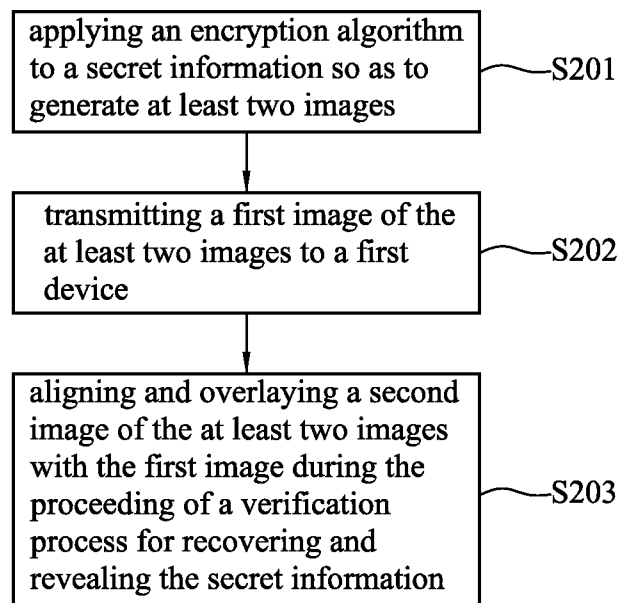 applying an encryption algorithm
to a secret information so as to
generate at least two images
S201
transmitting a first image of the
at least two images to a first
device
S202
aligning and overlaying a second
image of the at least two images
with the first image during the
proceeding of a verification
process for recovering and
revealing the secret information
S203